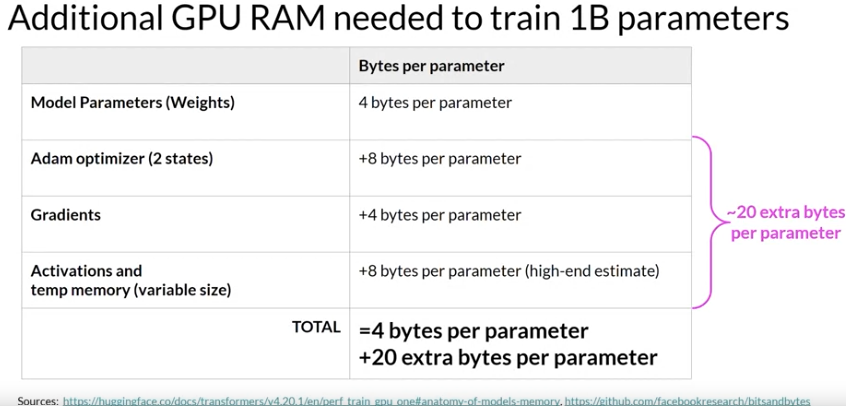 Additional GPU RAM needed to train 1B parameters
Bytes per parameter
Model Parameters (Weights)
4 bytes per parameter
Adam optimizer (2 states)
+8 bytes per parameter
Gradients
+4 bytes per parameter
Activations and
temp memory (variable size)
+8 bytes per parameter (high-end estimate)
~20 extra bytes
per parameter
TOTAL
=4 bytes per parameter
+20 extra bytes per parameter
Sources: https://huggingface.co/docs/transformers/v4.20.1/en/perf_train_gpu_one#anatomy-of-models-memory, https://github.com/facebookresearch/bitsandbytes